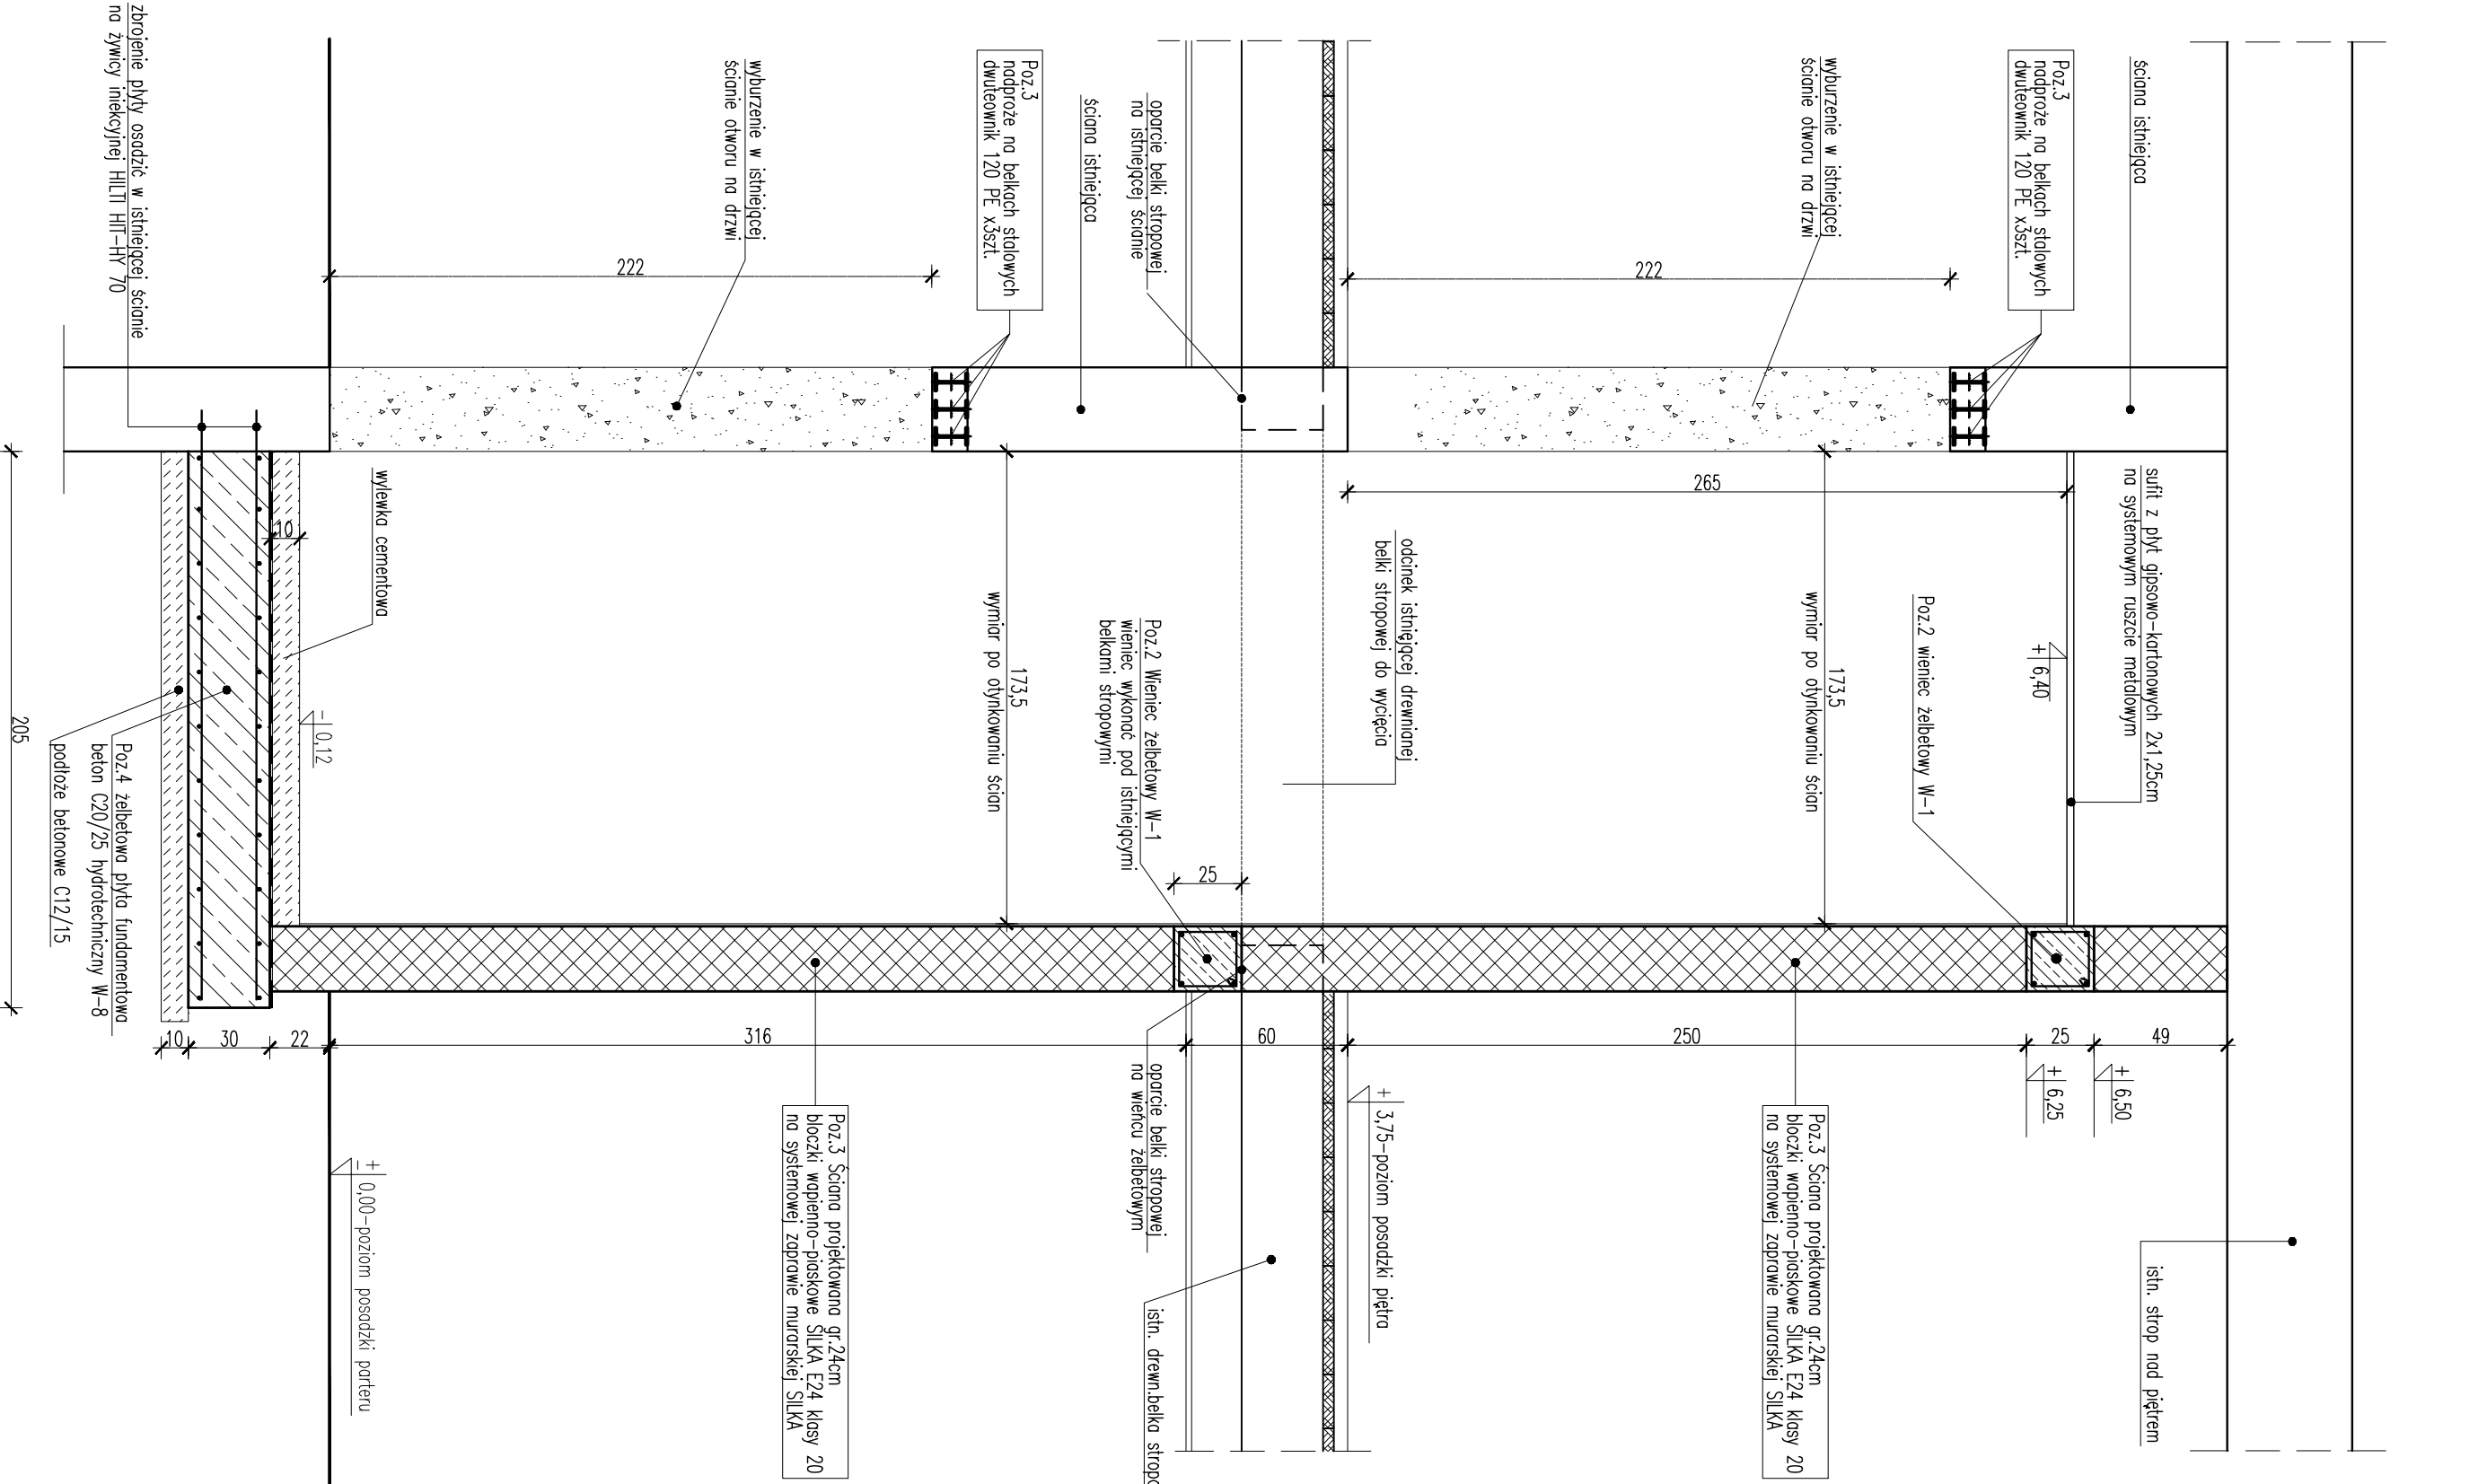 ściana istniejąca
Poz.3
nadproże na belkach stalowych
dwuteownik 120 PE x3szt.
wyburzenie w istniejącej
ścianie otworu na drzwi
222
sufit z płyt gipsowo-kartonowych 2x1,25cm
na systemowym ruszcie metalowym
+ 6,40
265
Poz.2 wieniec żelbetowy W-1
173,5
wymiar po otynkowaniu ścian
istn. strop nad piętrem
49
25
250
+ 6,50
+ 6,25
Poz.3 Ściana projektowana gr.24cm
bloczki wapienno-piaskowe SILKA E24 klasy 20
na systemowej zaprawie murarskiej SILKA
+ 3,75-poziom posadzki piętra
odcinek istniejącej drewnianej
belki stropowej do wycięcia
oparcie belki stropowej
na istniejącej ścianie
ściana istniejąca
Poz.3
nadproże na belkach stalowych
dwuteownik 120 PE x3szt.
Poz.2 Wieniec żelbetowy W-1
wieniec wykonać pod istniejącymi
belkami stropowymi
25
60
oparcie belki stropowej
na wieńcu żelbetowym
istn. drewn.belka stropo
173,5
wymiar po otynkowaniu ścian
wyburzenie w istniejącej
ścianie otworu na drzwi
222
316
Poz.3 Ściana projektowana gr.24cm
bloczki wapienno-piaskowe SILKA E24 klasy 20
na systemowej zaprawie murarskiej SILKA
± 0,00-poziom posadzki parteru
wylewka cementowa
- 0,12
10
22
30
10
zbrojenie płyty osadzić w istniejącej ścianie
na żywicy iniekcyjnej HILTI HIT-HY 70
Poz.4 żelbetowa płyta fundamentowa
beton C20/25 hydrotechniczny W-8
podłoże betonowe C12/15
205